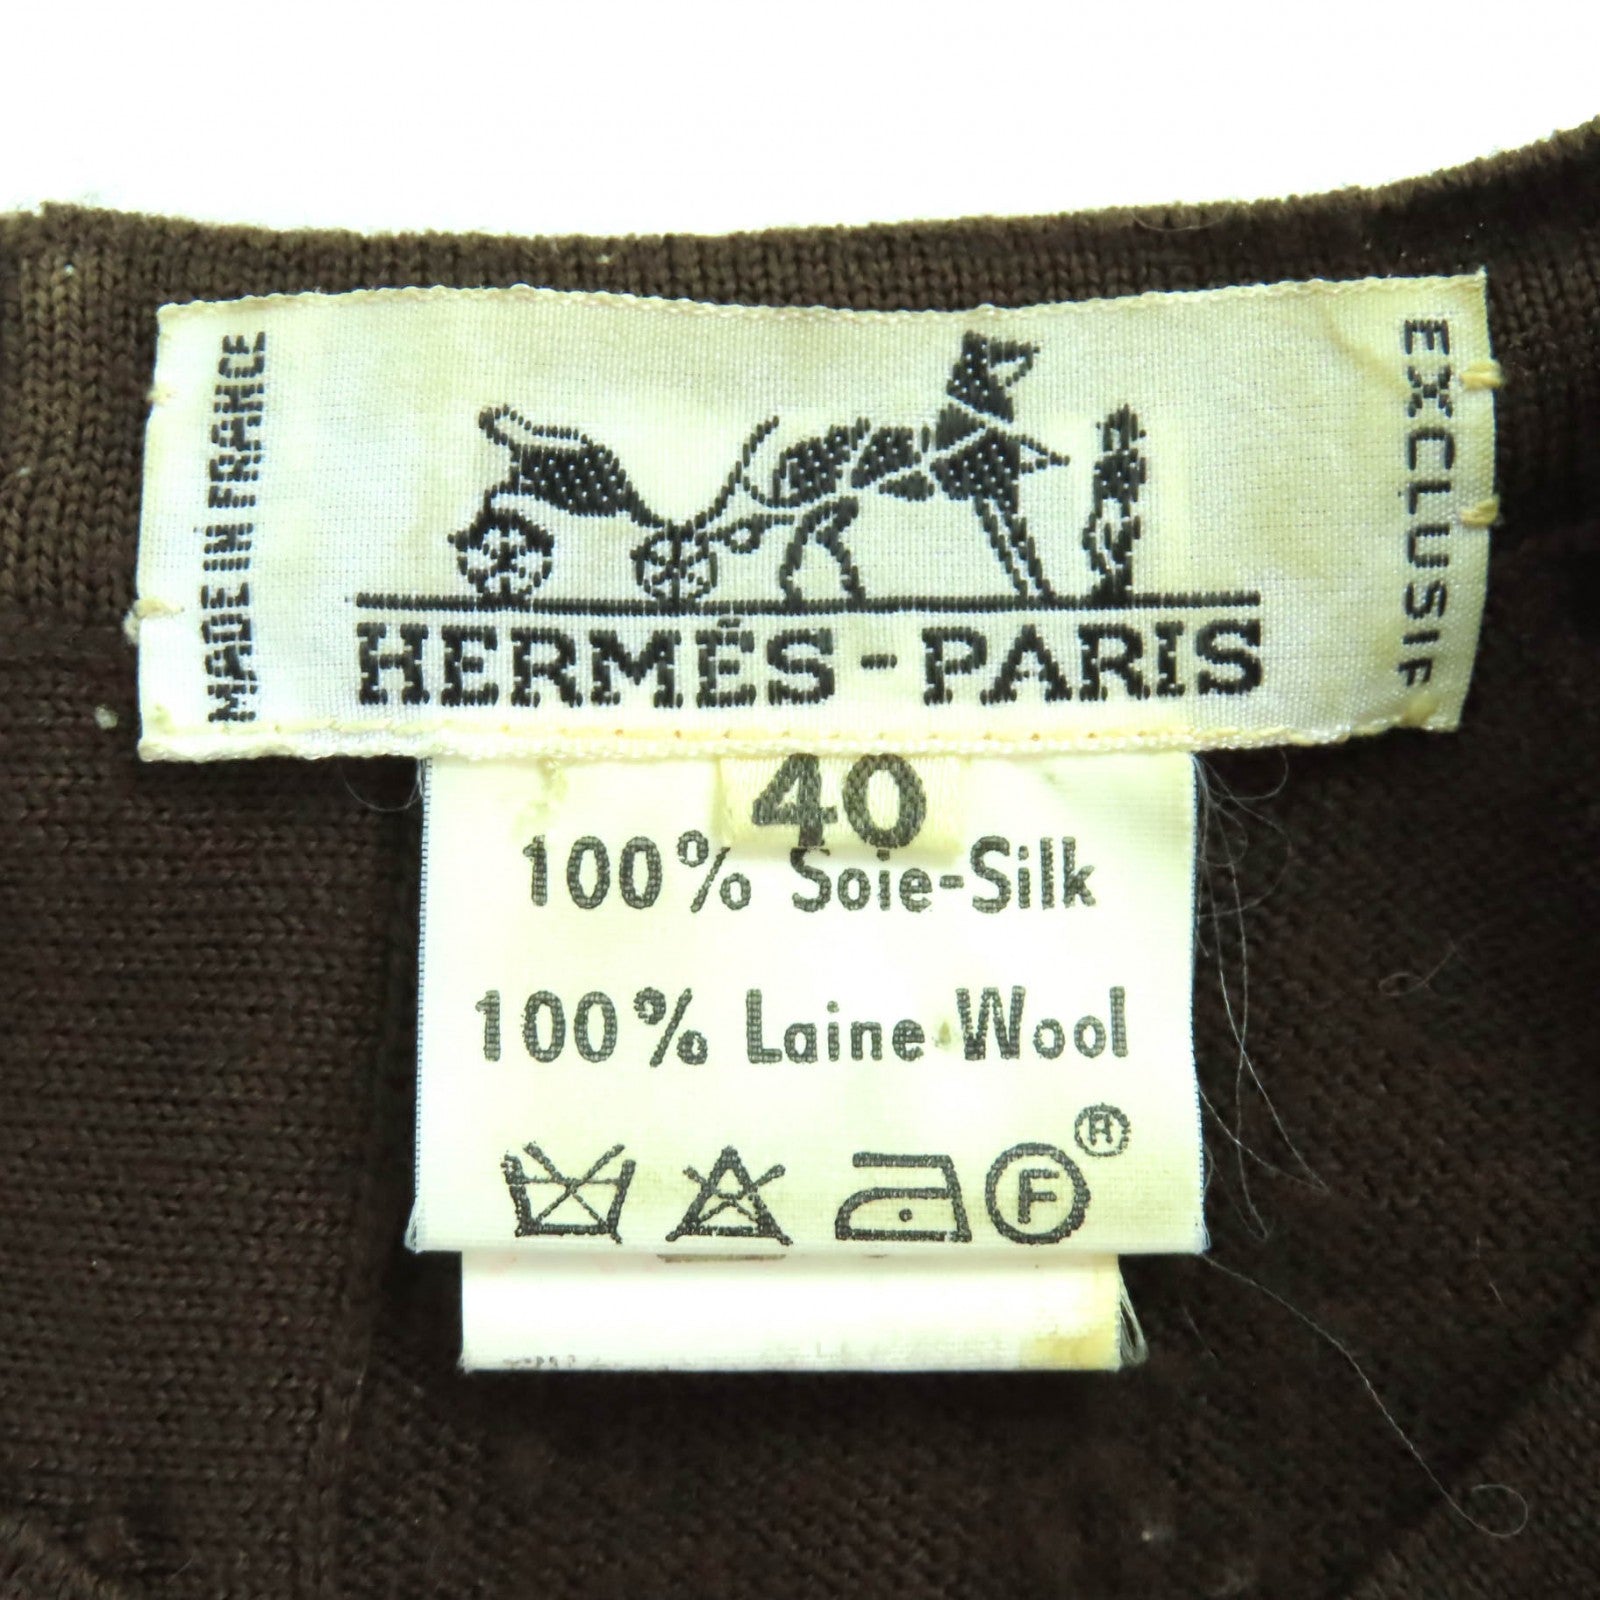 MADE IN FRANCE
HERMÈS-PARIS
EXCLUSIF
40
100% Soie-Silk
100% Laine Wool
F
®